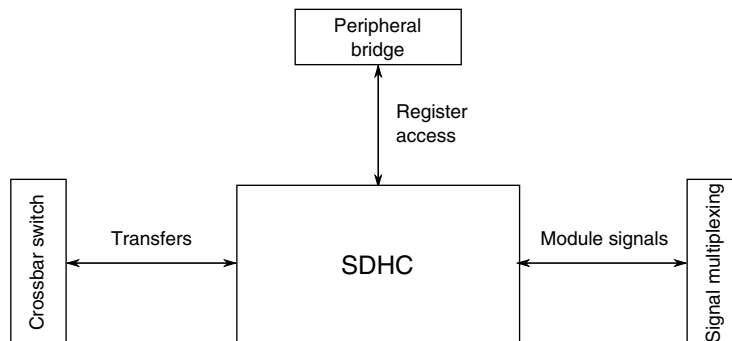 Peripheral
bridge
Register
access
Crossbar switch
Transfers
SDHC
Module signals
Signal multiplexing